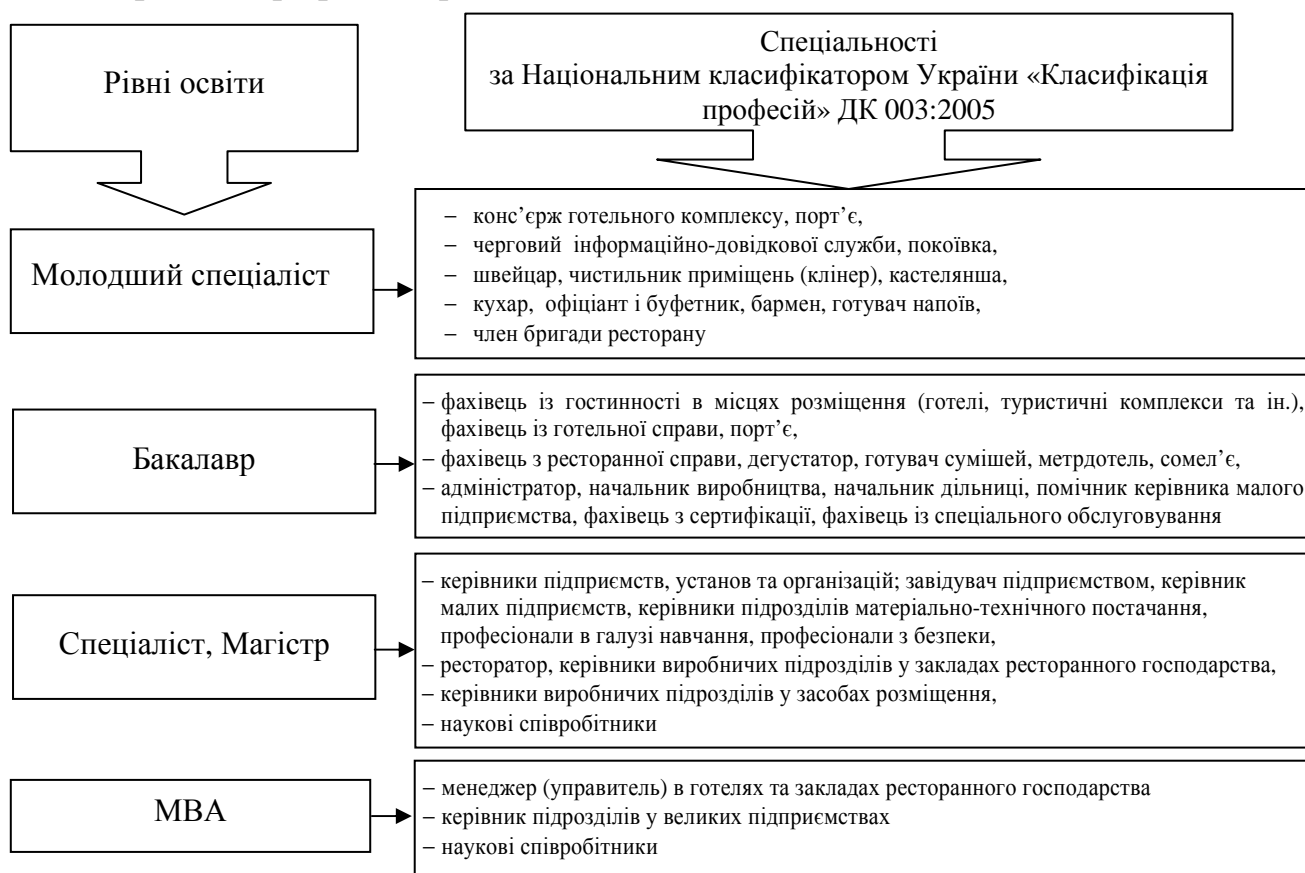 Рівні освіти
Спеціальності
за Національним класифікатором України «Класифікація
професій» ДК 003:2005
Молодший спеціаліст
– конс’єрж готельного комплексу, порт’є,
– черговий інформаційно-довідкової служби, покоївка,
– швейцар, чистильник приміщень (клінер), кастелянша,
– кухар, офіціант і буфетник, бармен, готувач напоїв,
– член бригади ресторану
Бакалавр
– фахівець із гостинності в місцях розміщення (готелі, туристичні комплекси та ін.),
фахівець із готельної справи, порт’є,
– фахівець з ресторанної справи, дегустатор, готувач сумішей, метрдотель, сомел’є,
– адміністратор, начальник виробництва, начальник дільниці, помічник керівника малого
підприємства, фахівець з сертифікації, фахівець із спеціального обслуговування
Спеціаліст, Магістр
– керівники підприємств, установ та організацій; завідувач підприємством, керівник
малих підприємств, керівники підрозділів матеріально-технічного постачання,
професіонали в галузі навчання, професіонали з безпеки,
– ресторатор, керівники виробничих підрозділів у закладах ресторанного господарства,
– керівники виробничих підрозділів у засобах розміщення,
– наукові співробітники
МВА
– менеджер (управитель) в готелях та закладах ресторанного господарства
– керівник підрозділів у великих підприємствах
– наукові співробітники